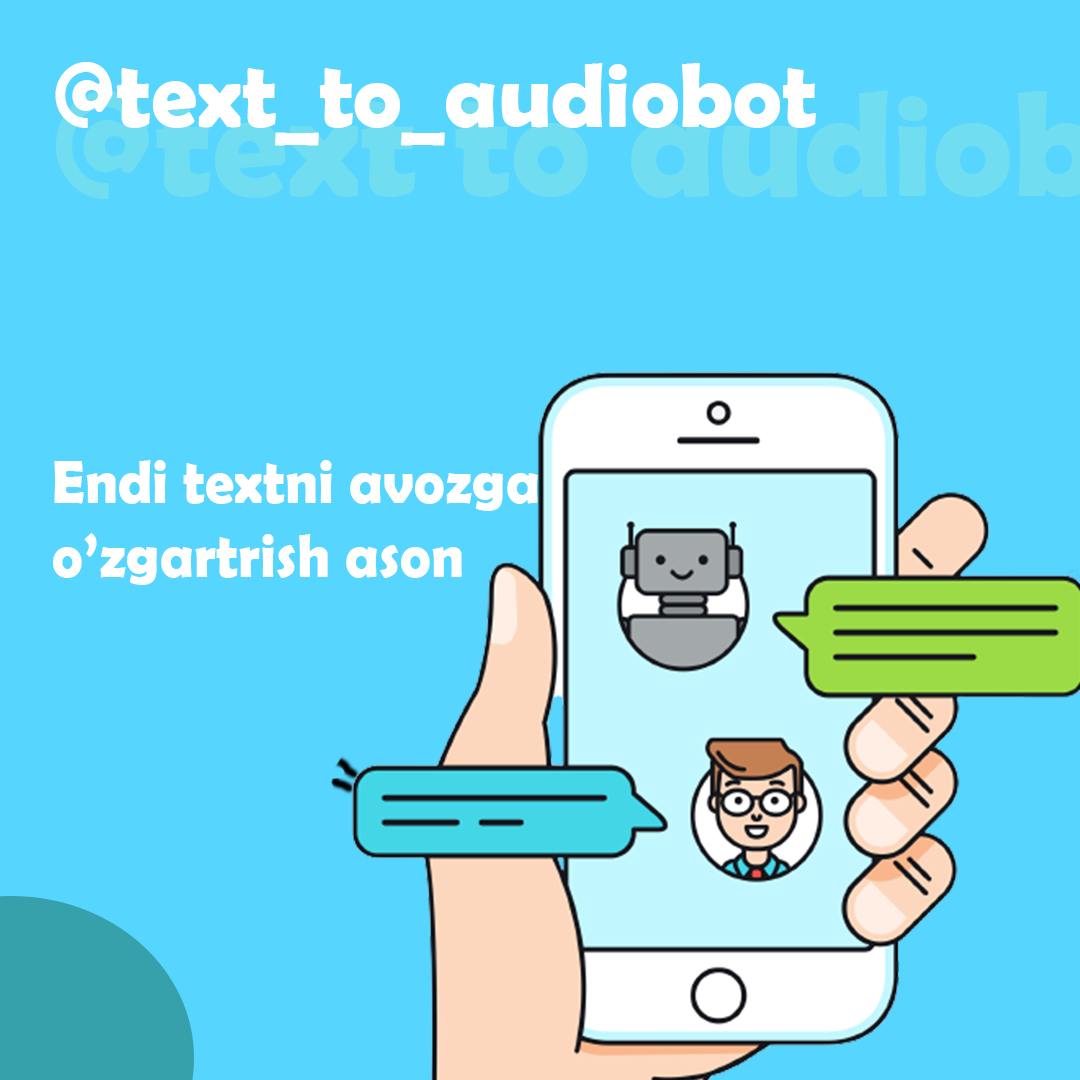 @text_to_audiobot
@text to audiob
Endi textni avozga
o’zgartrish ason